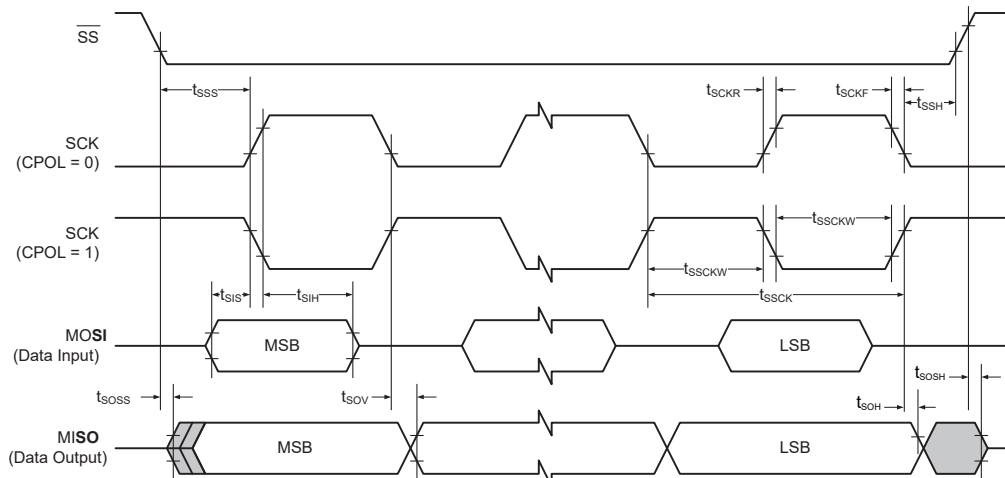 SS
tSSS
tSCKR
tSCKF
tSSH
SCK
(CPOL = 0)
SCK
(CPOL = 1)
tSSCKW
tSSCKW
tSSCK
tSIS
tSIH
MOSI
(Data Input)
MSB
LSB
tSOSS
tSOV
tSOH
tSOSH
MISO
(Data Output)
MSB
LSB